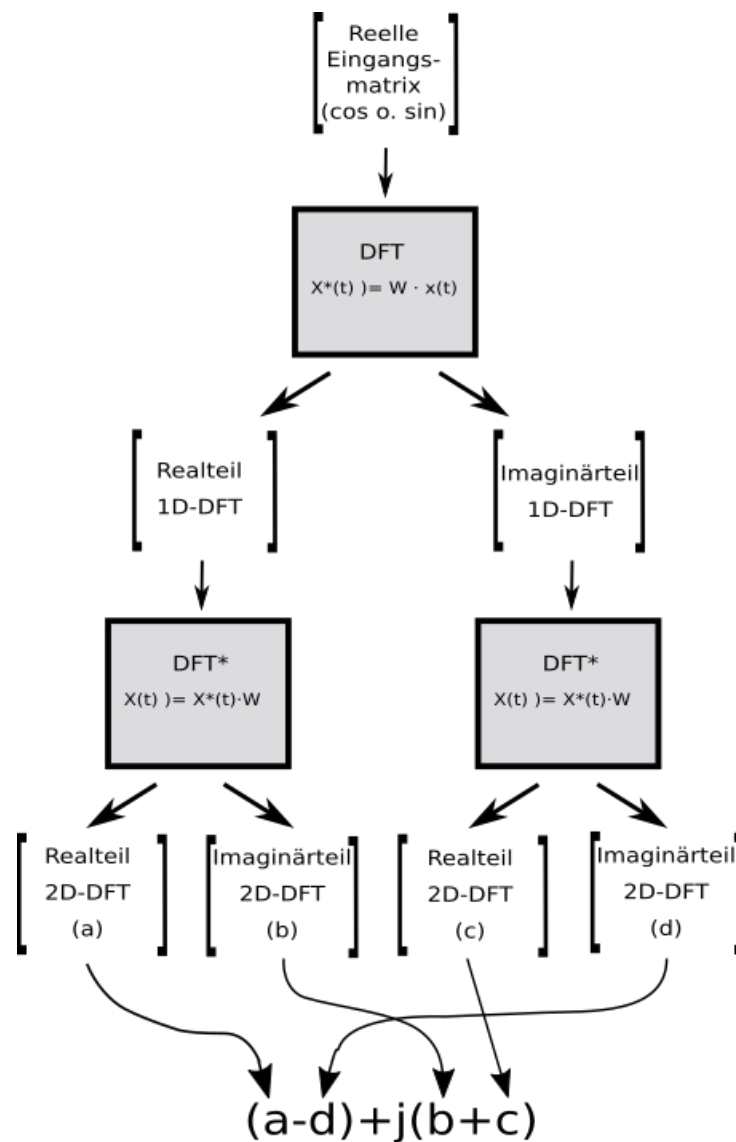 Reelle
Eingangs-
matrix
(cos o. sin)
DFT
X*(t) )= W · x(t)
Realteil
1D-DFT
Imaginärteil
1D-DFT
DFT*
X(t) )= X*(t)·W
DFT*
X(t) )= X*(t)·W
Realteil
2D-DFT
(a)
Imaginärteil
2D-DFT
(b)
Realteil
2D-DFT
(c)
Imaginärteil
2D-DFT
(d)
(a-d)+j(b+c)